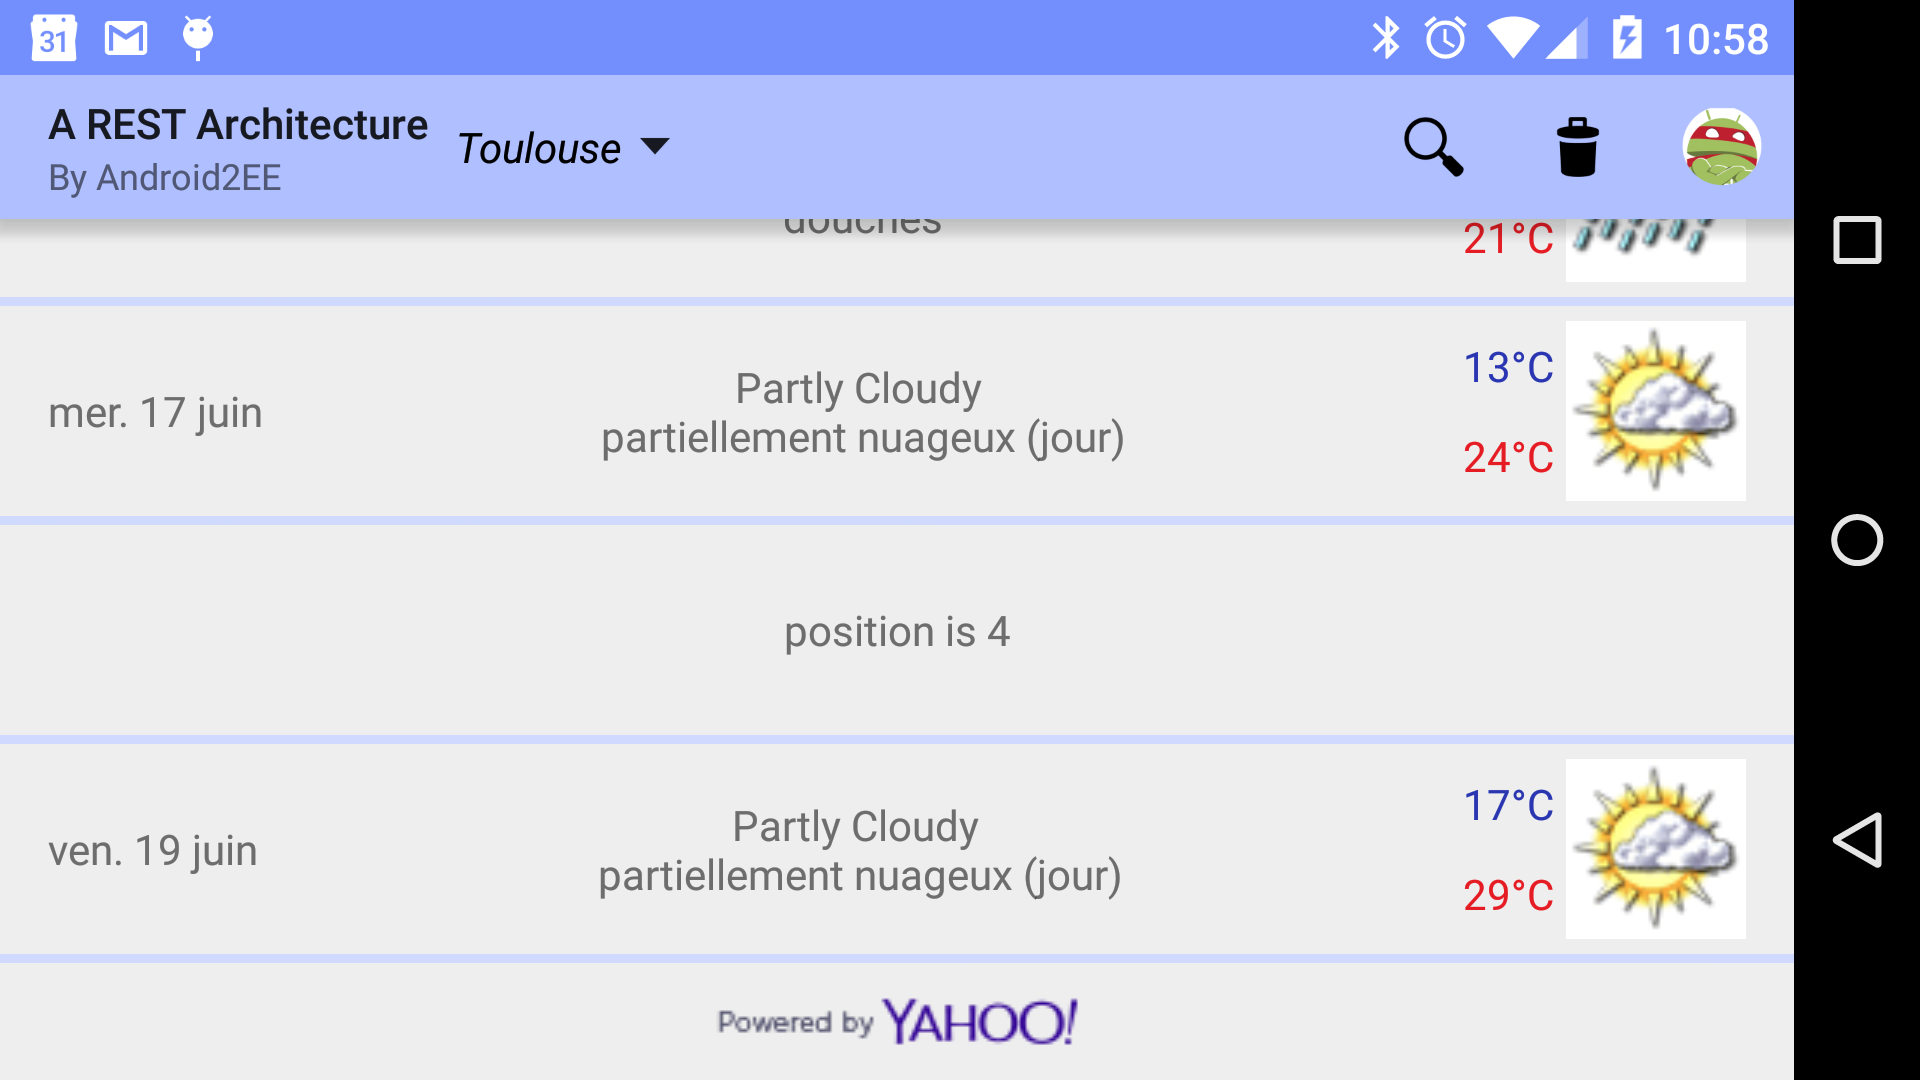 31
10:58
A REST Architecture
By Android2EE
Toulouse
douches
21°C
mer. 17 juin
Partly Cloudy
partiellement nuageux (jour)
13°C
24°C
position is 4
ven. 19 juin
Partly Cloudy
partiellement nuageux (jour)
17°C
29°C
Powered by YAHOO!